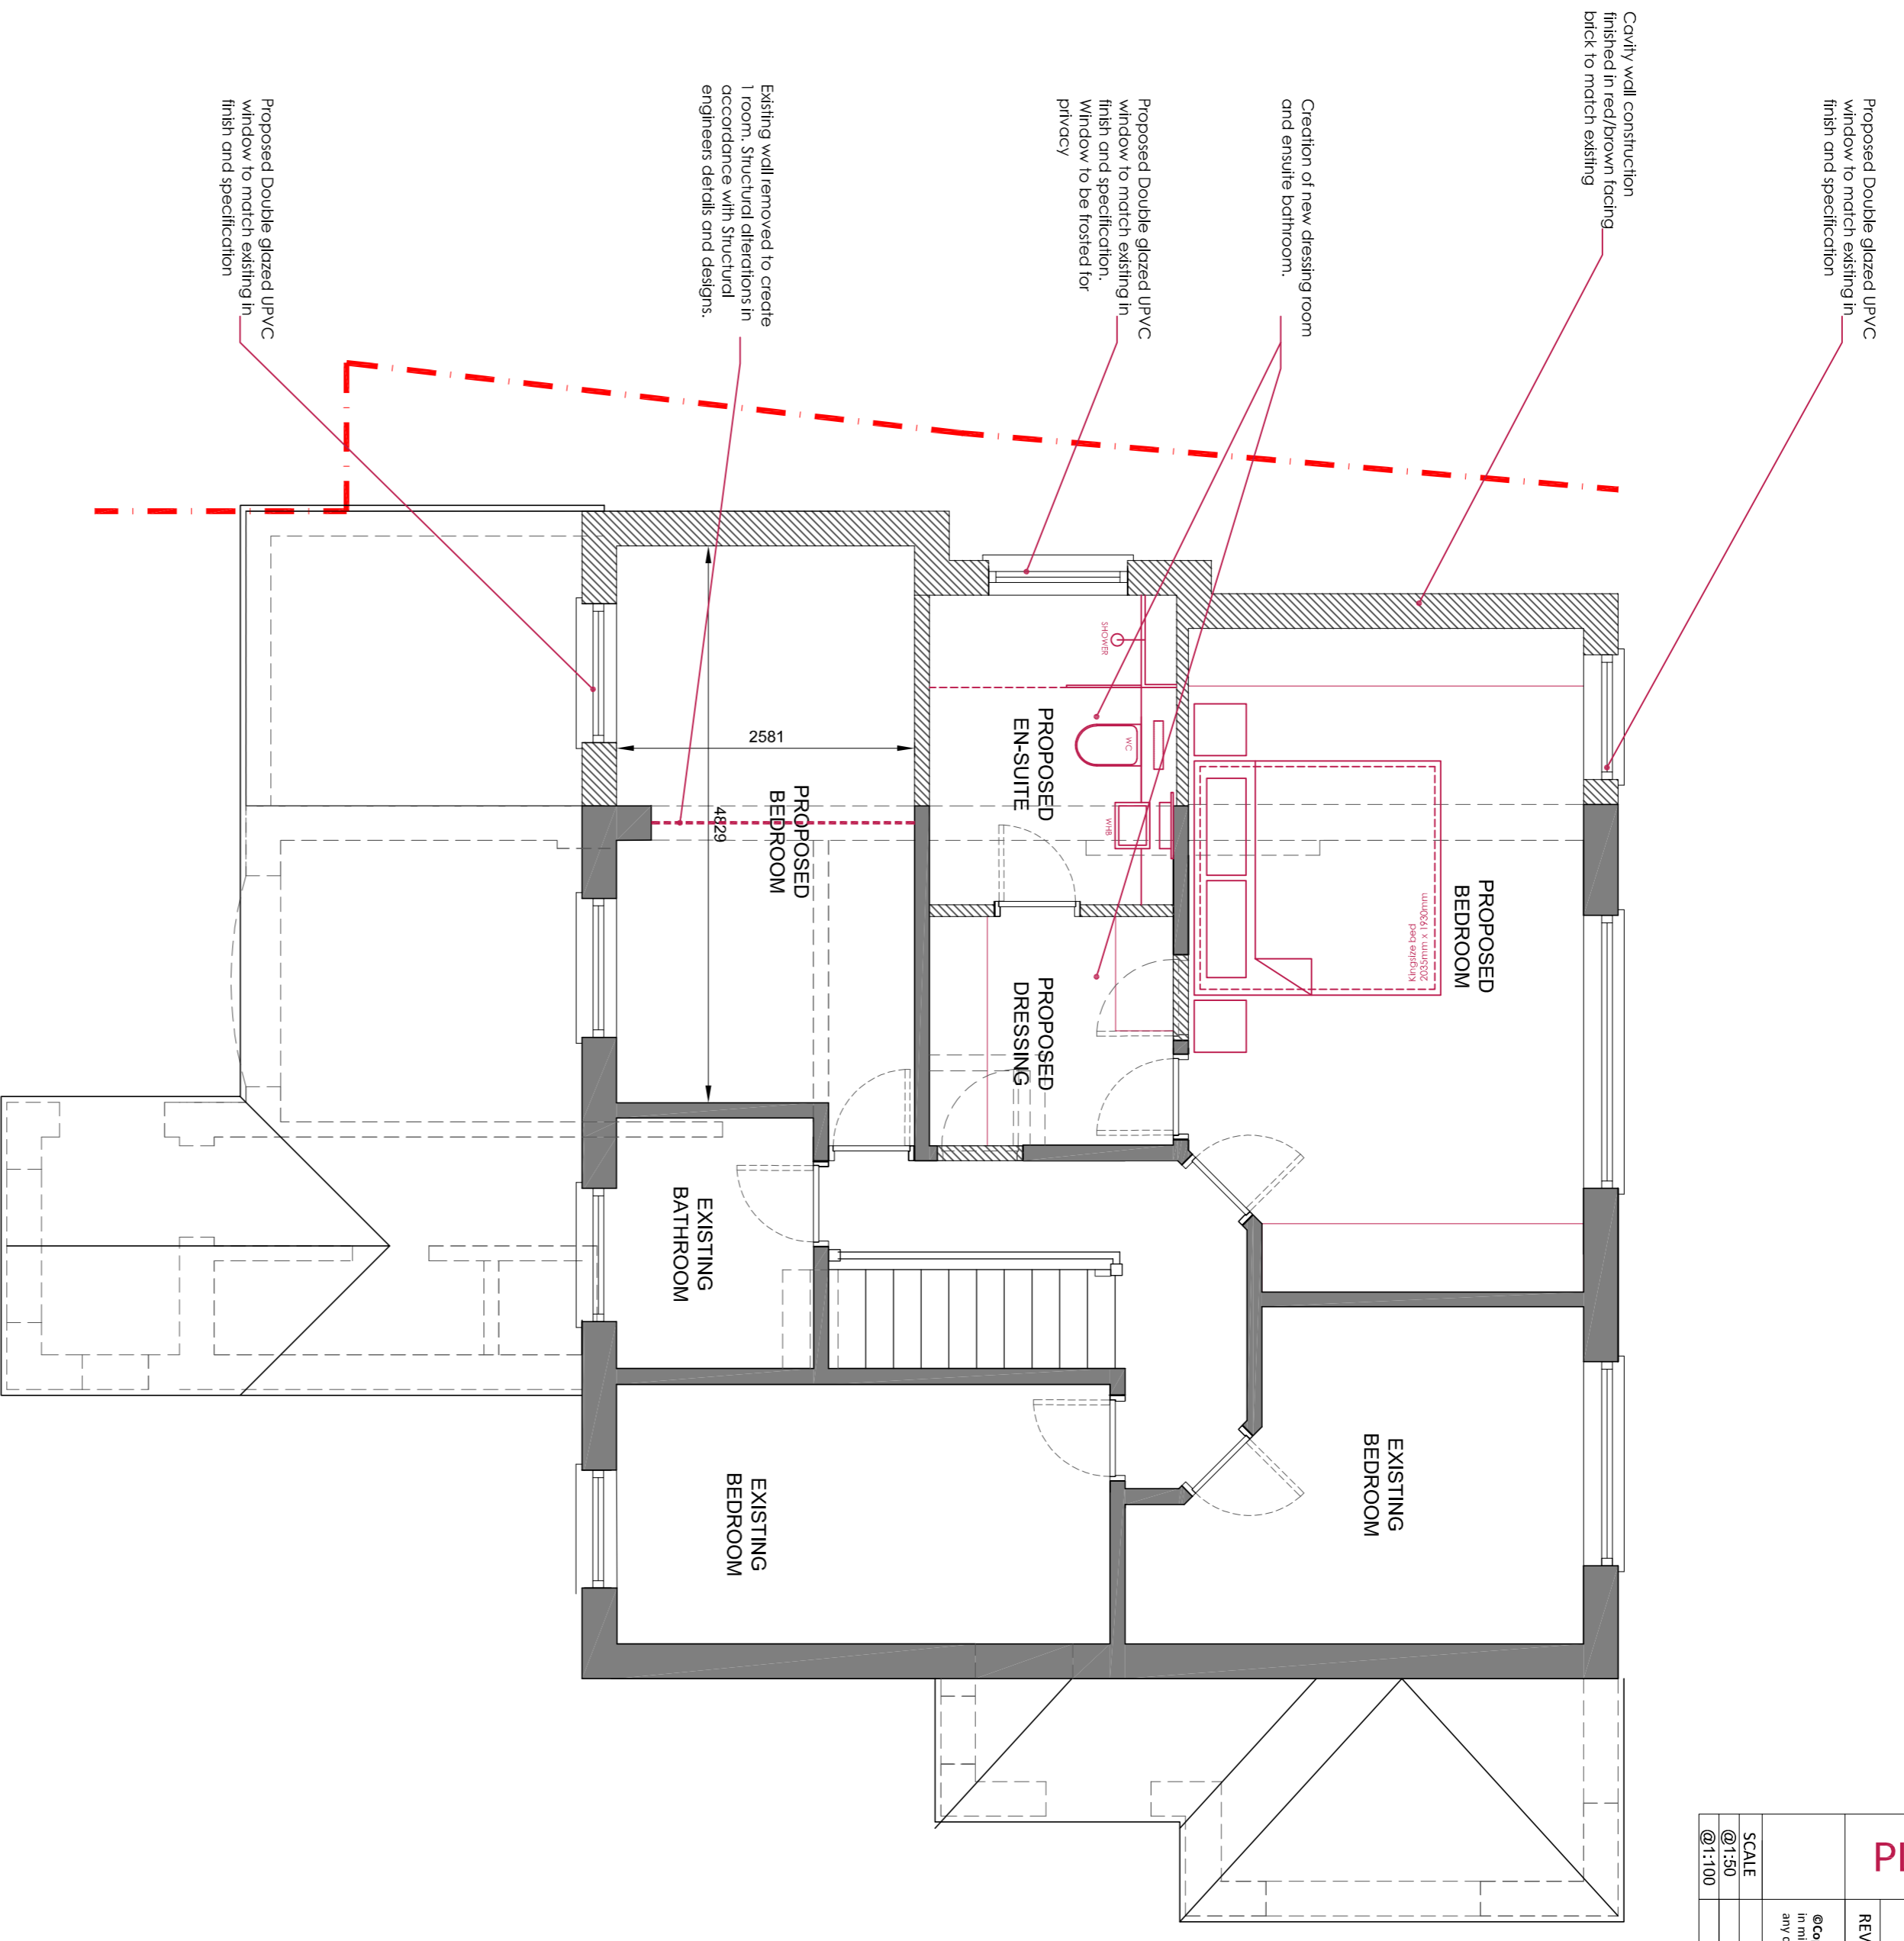 Proposed Double glazed UPVC
window to match existing in
finish and specification
Cavity wall construction
finished in red/brown facing
brick to match existing
Creation of new dressing room
and ensuite bathroom.
Proposed Double glazed UPVC
window to match existing in
finish and specification.
Window to be frosted for
privacy
Existing wall removed to create
1 room. Structural alterations in
accordance with Structural
engineers details and designs.
Proposed Double glazed UPVC
window to match existing in
finish and specification
PROPOSED
BEDROOM
Kingsize bed
2035mm x 1930mm
SHOWER
WC
WHB
PROPOSED
EN-SUITE
PROPOSED
DRESSING
PROPOSED
BEDROOM
2581
4829
EXISTING
BATHROOM
EXISTING
BEDROOM
EXISTING
BEDROOM
SCALE
@1:50
@1:100
REV
©Co
in mi
any c